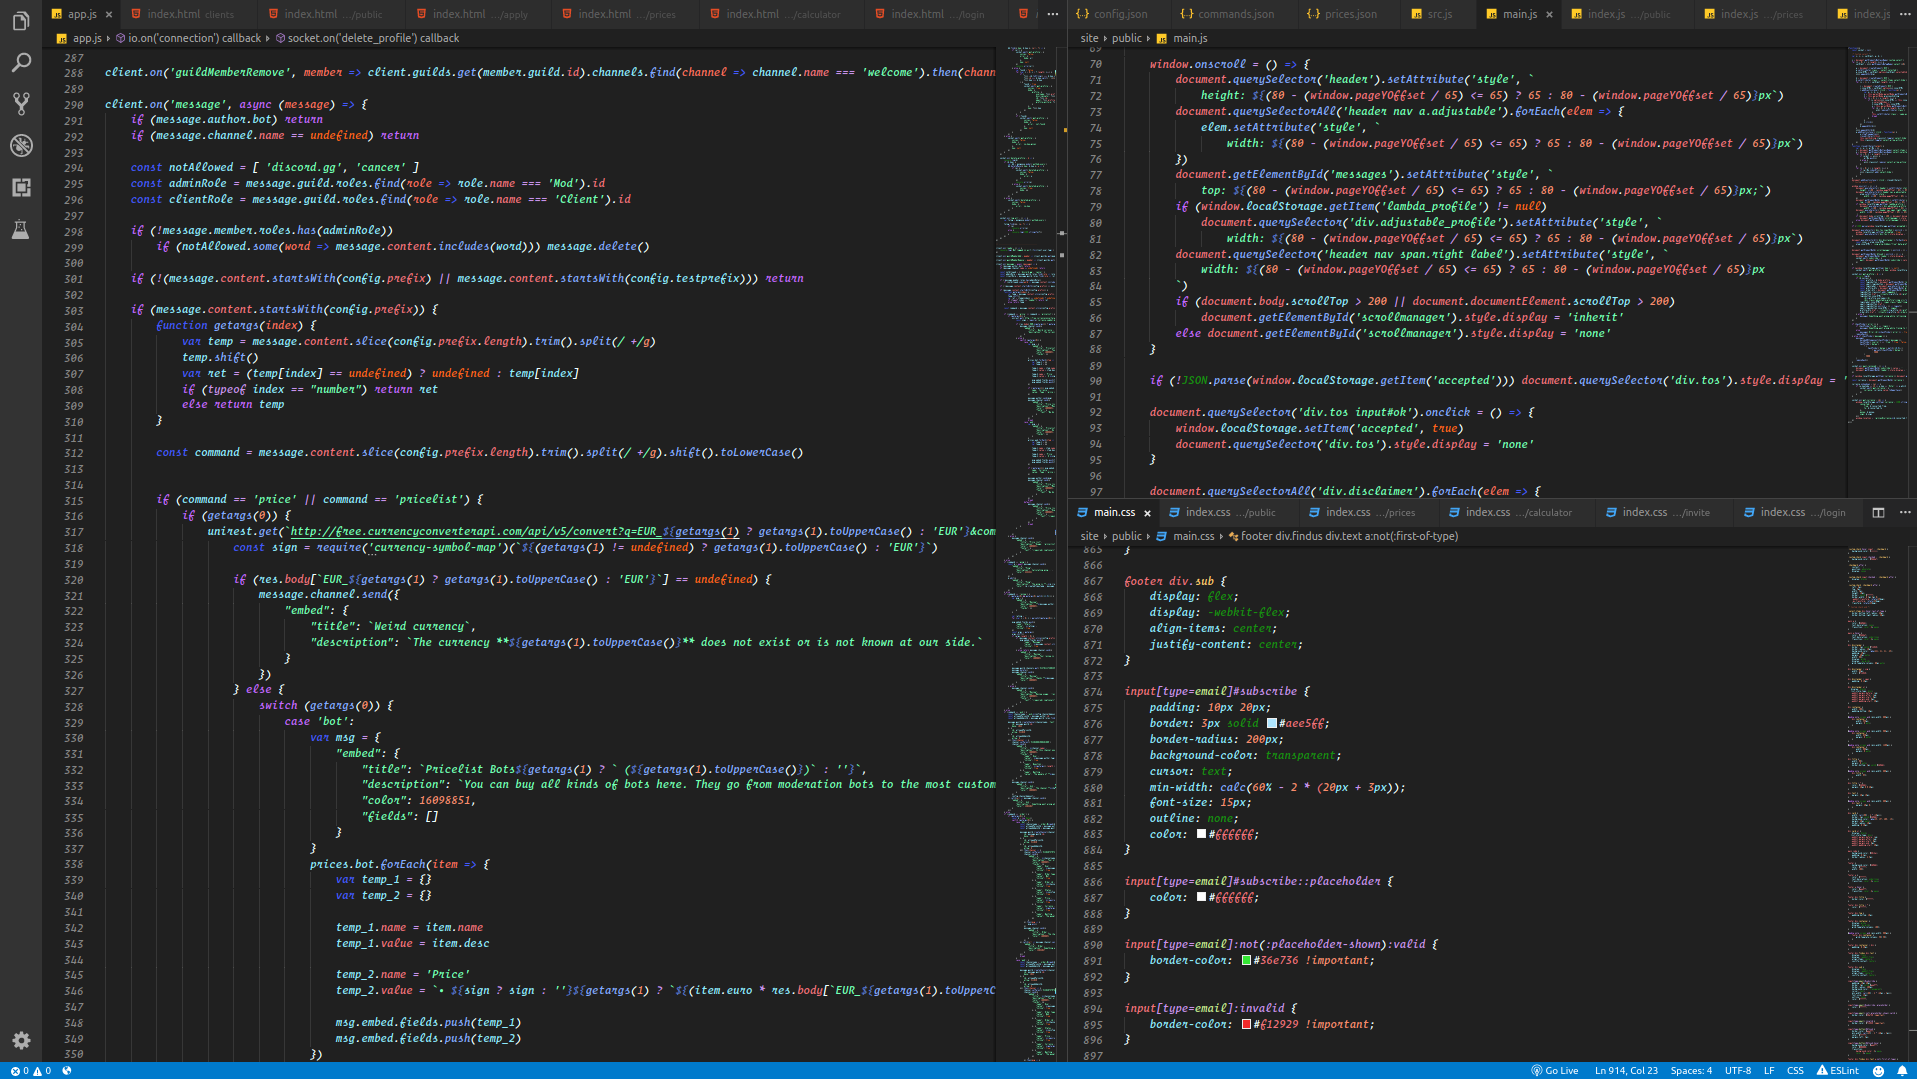 app.js ×
index.html clients
index.html .../public
index.html .../apply
index.html .../prices
index.html .../calculator
index.html .../login
app.js › io.on('connection') callback › socket.on('delete_profile') callback
287
288 client.on('guildMemberRemove', member => client.guilds.get(member.guild.id).channels.find(channel => channel.name === 'welcome').then(chann
289
290 client.on('message', async (message) => {
291 if (message.author.bot) return
292 if (message.channel.name == undefined) return
293
294 const notAllowed = [ 'discord.gg', 'cancer' ]
295 const adminRole = message.guild.roles.find(role => role.name === 'Mod').id
296 const clientRole = message.guild.roles.find(role => role.name === 'Client').id
297
298 if (!message.member.roles.has(adminRole))
299 if (notAllowed.some(word => message.content.includes(word))) message.delete()
300
301 if (!(message.content.startsWith(config.prefix) || message.content.startsWith(config.testprefix))) return
302
303 if (message.content.startsWith(config.prefix)) {
304 function getargs(index) {
305 var temp = message.content.slice(config.prefix.length).trim().split(/ +/g)
306 temp.shift()
307 var ret = (temp[index] == undefined) ? undefined : temp[index]
308 if (typeof index == "number") return ret
309 else return temp
310 }
311
312 const command = message.content.slice(config.prefix.length).trim().split(/ +/g).shift().toLowerCase()
313
314
315 if (command == 'price' || command == 'pricelist') {
316 if (getargs(0)) {
317 unirest.get(`http://free.currencyconverterapi.com/api/v5/convert?q=EUR_${getargs(1) ? getargs(1).toUpperCase() : 'EUR'}&com
318 const sign = require('currency-symbol-map')(`${(getargs(1) != undefined) ? getargs(1).toUpperCase() : 'EUR'}`)
319
320 if (res.body[`EUR_${getargs(1) ? getargs(1).toUpperCase() : 'EUR'}`] == undefined) {
321 message.channel.send({
322 "embed": {
323 "title": `Weird currency`,
324 "description": `The currency **${getargs(1).toUpperCase()}** does not exist or is not known at our side.`
325 }
326 })
327 } else {
328 switch (getargs(0)) {
329 case 'bot':
330 var msg = {
331 "embed": {
332 "title": `Pricelist Bots${getargs(1) ? ` (${getargs(1).toUpperCase()})` : ''}`,
333 "description": `You can buy all kinds of bots here. They go from moderation bots to the most custom
334 "color": 16098851,
335 "fields": []
336 }
337 }
338 prices.bot.forEach(item => {
339 var temp_1 = {}
340 var temp_2 = {}
341
342 temp_1.name = item.name
343 temp_1.value = item.desc
344
345 temp_2.name = 'Price'
346 temp_2.value = `• ${sign ? sign : ''}${getargs(1) ? `${(item.euro * res.body[`EUR_${getargs(1).toUpperC
347
348 msg.embed.fields.push(temp_1)
349 msg.embed.fields.push(temp_2)
350 })
config.json
commands.json
prices.json
src.js
main.js ×
index.js .../public
index.js .../prices
index.js
site › public › main.js
69
70 window.onscroll = () => {
71 document.querySelector('header').setAttribute('style', `
72 height: ${(80 - (window.pageYOffset / 65) <= 65) ? 65 : 80 - (window.pageYOffset / 65)}px`)
73 document.querySelectorAll('header nav a.adjustable').forEach(elem => {
74 elem.setAttribute('style', `
75 width: ${(80 - (window.pageYOffset / 65) <= 65) ? 65 : 80 - (window.pageYOffset / 65)}px`)
76 })
77 document.getElementById('messages').setAttribute('style', `
78 top: ${(80 - (window.pageYOffset / 65) <= 65) ? 65 : 80 - (window.pageYOffset / 65)}px;`)
79 if (window.localStorage.getItem('lambda_profile') != null)
80 document.querySelector('div.adjustable_profile').setAttribute('style', `
81 width: ${(80 - (window.pageYOffset / 65) <= 65) ? 65 : 80 - (window.pageYOffset / 65)}px`)
82 document.querySelector('header nav span.right label').setAttribute('style', `
83 width: ${(80 - (window.pageYOffset / 65) <= 65) ? 65 : 80 - (window.pageYOffset / 65)}px
84 `)
85 if (document.body.scrollTop > 200 || document.documentElement.scrollTop > 200)
86 document.getElementById('scrollmanager').style.display = 'inherit'
87 else document.getElementById('scrollmanager').style.display = 'none'
88 }
89
90 if (!JSON.parse(window.localStorage.getItem('accepted'))) document.querySelector('div.tos').style.display = '
91
92 document.querySelector('div.tos input#ok').onclick = () => {
93 window.localStorage.setItem('accepted', true)
94 document.querySelector('div.tos').style.display = 'none'
95 }
96
97 document.querySelectorAll('div.disclaimer').forEach(elem => {
main.css ×
index.css .../public
index.css .../prices
index.css .../calculator
index.css .../invite
index.css .../login
site › public › main.css › footer div.findus div.text a:not(:first-of-type)
865 }
866
867 footer div.sub {
868 display: flex;
869 display: -webkit-flex;
870 align-items: center;
871 justify-content: center;
872 }
873
874 input[type=email]#subscribe {
875 padding: 10px 20px;
876 border: 3px solid #aee5ff;
877 border-radius: 200px;
878 background-color: transparent;
879 cursor: text;
880 min-width: calc(60% - 2 * (20px + 3px));
881 font-size: 15px;
882 outline: none;
883 color: #ffffff;
884 }
885
886 input[type=email]#subscribe::placeholder {
887 color: #ffffff;
888 }
889
890 input[type=email]:not(:placeholder-shown):valid {
891 border-color: #36e736 !important;
892 }
893
894 input[type=email]:invalid {
895 border-color: #f12929 !important;
896 }
897
0 0
Go Live Ln 914, Col 23 Spaces: 4 UTF-8 LF CSS ESLint